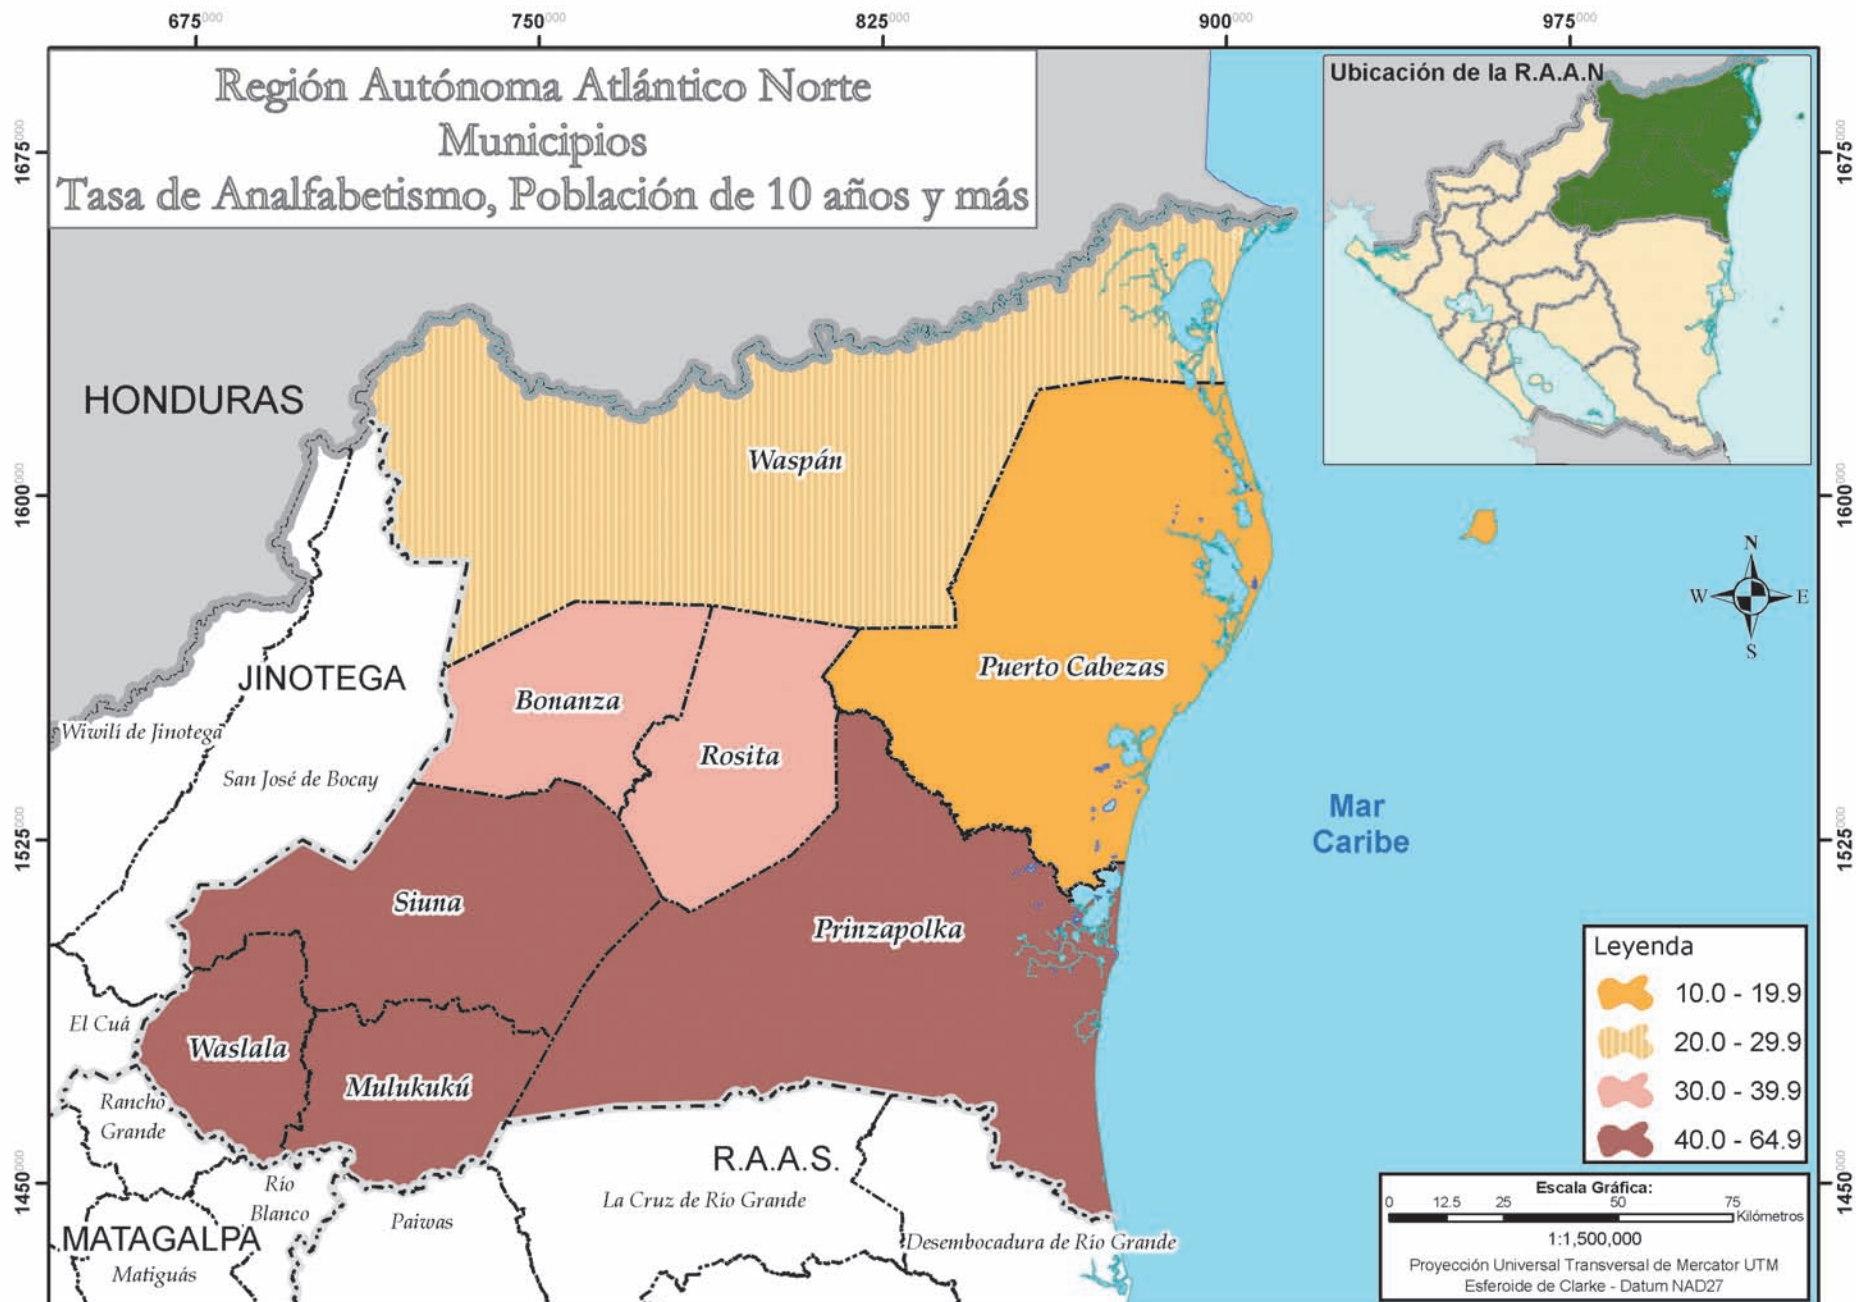 675000
750000
825000
900000
975000
Región Autónoma Atlántico Norte
Municipios
Tasa de Analfabetismo, Población de 10 años y más
Ubicación de la R.A.A.N
1675000
1675000
HONDURAS
Waspán
1600000
1600000
N
W
E
S
JINOTEGA
Puerto Cabezas
Bonanza
Wiwilí de Jinotega
Rosita
San José de Bocay
Mar
Caribe
1525000
1525000
Siuna
Prinzapolka
Leyenda
10.0 - 19.9
20.0 - 29.9
30.0 - 39.9
40.0 - 64.9
El Cuá
Waslala
Mulukukú
Rancho
Grande
R.A.A.S.
1450000
1450000
Río
Blanco
La Cruz de Río Grande
Paiwas
MATAGALPA
Desembocadura de Río Grande
Matiguás
Escala Gráfica:
0 12.5 25 50 75
Kilómetros
1:1,500,000
Proyección Universal Transversal de Mercator UTM
Esferoide de Clarke - Datum NAD27